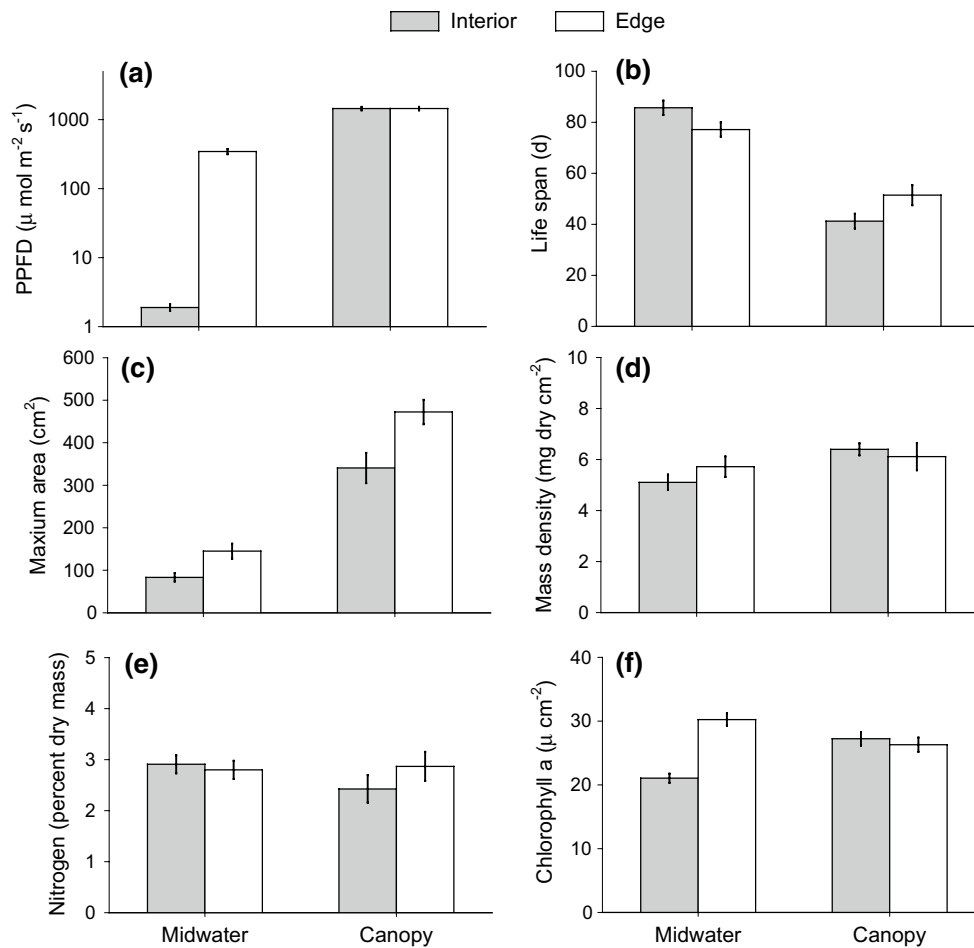 Interior Edge
(a)
PPFD (μ mol m⁻² s⁻¹)
1000
100
10
1
(b)
Life span (d)
100
80
60
40
20
0
(c)
Maxium area (cm²)
600
500
400
300
200
100
0
(d)
Mass density (mg dry cm⁻²)
10
8
6
4
2
0
(e)
Nitrogen (percent dry mass)
5
4
3
2
1
0
Midwater Canopy
(f)
Chlorophyll a (μ cm⁻²)
40
30
20
10
0
Midwater Canopy